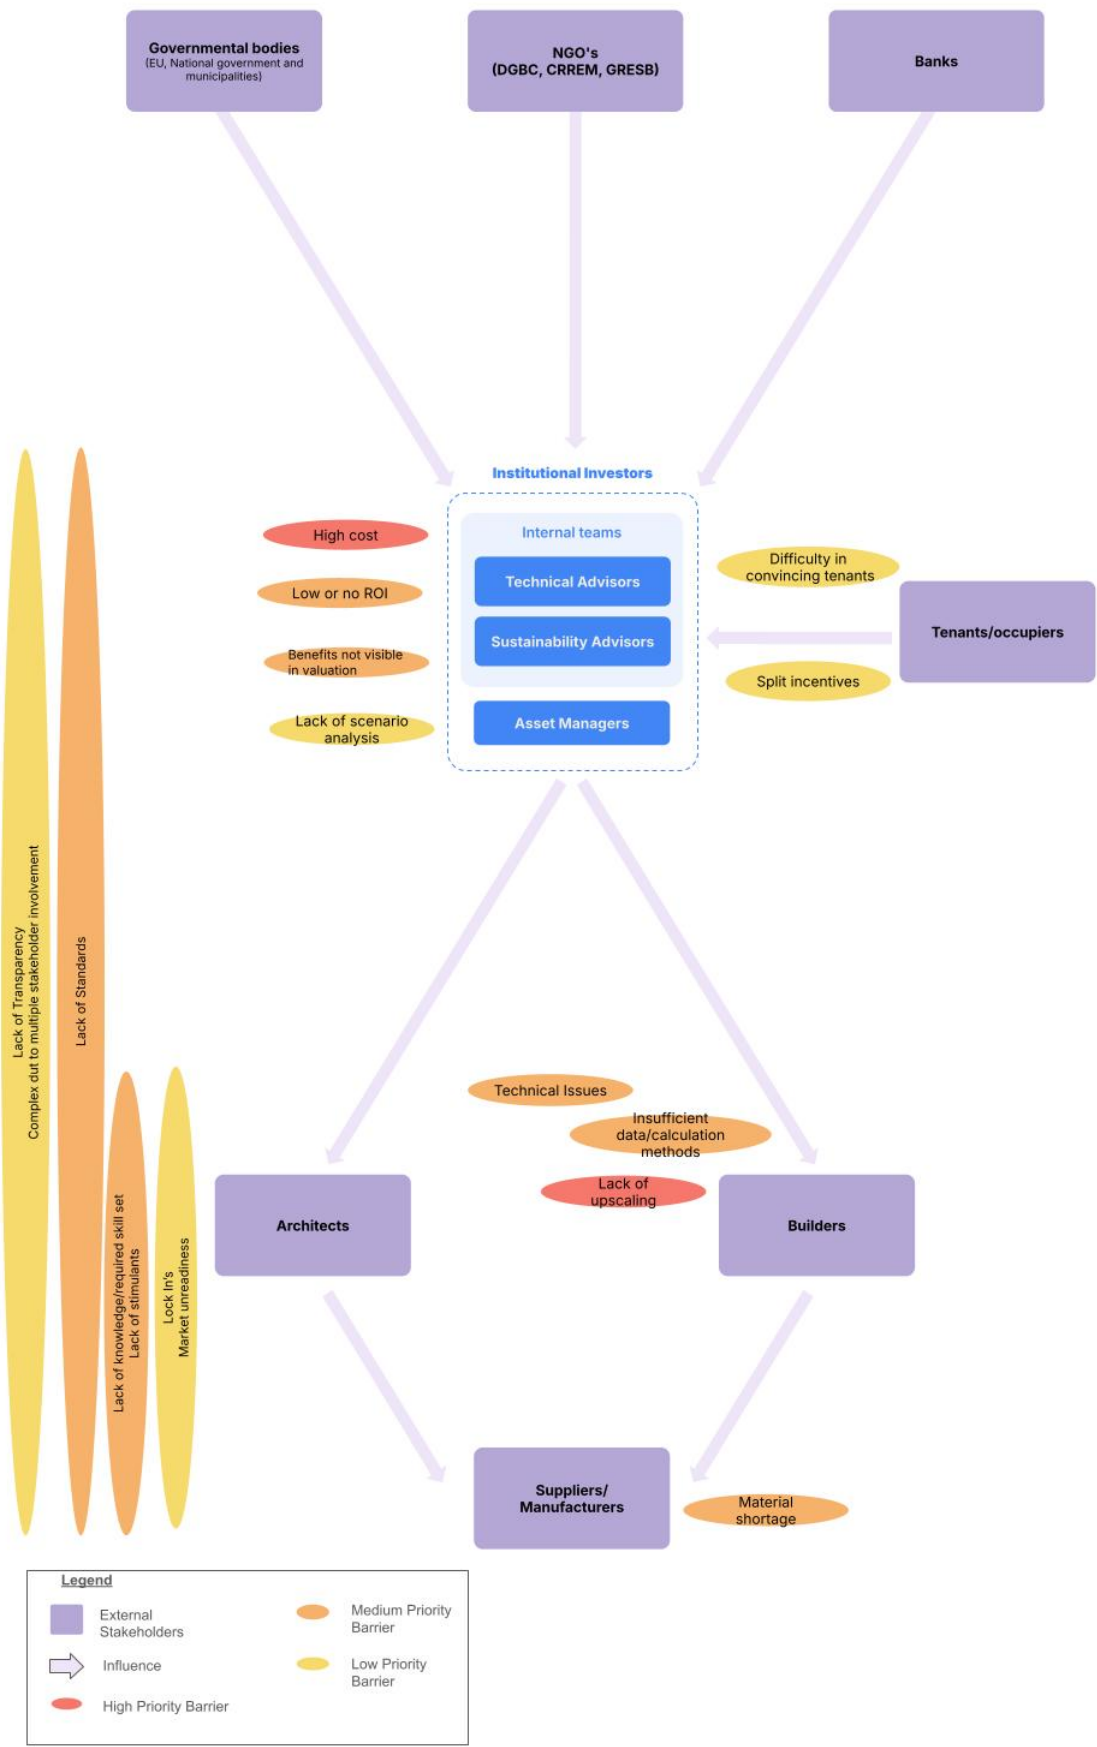 Governmental bodies
(EU, National government and
municipalities)
NGO's
(DGBC, CRREM, GRESB)
Banks
Institutional Investors
Internal teams
Technical Advisors
Sustainability Advisors
Asset Managers
High cost
Low or no ROI
Benefits not visible
in valuation
Lack of scenario
analysis
Difficulty in
convincing tenants
Tenants/occupiers
Split incentives
Lack of Transparency
Complex dut to multiple stakeholder involvement
Lack of Standards
Lack of knowledge/required skill set
Lack of stimulants
Lock In's
Market unreadiness
Technical Issues
Insufficient
data/calculation
methods
Lack of
upscaling
Architects
Builders
Suppliers/
Manufacturers
Material
shortage
Legend
External
Stakeholders
Influence
High Priority Barrier
Medium Priority
Barrier
Low Priority
Barrier